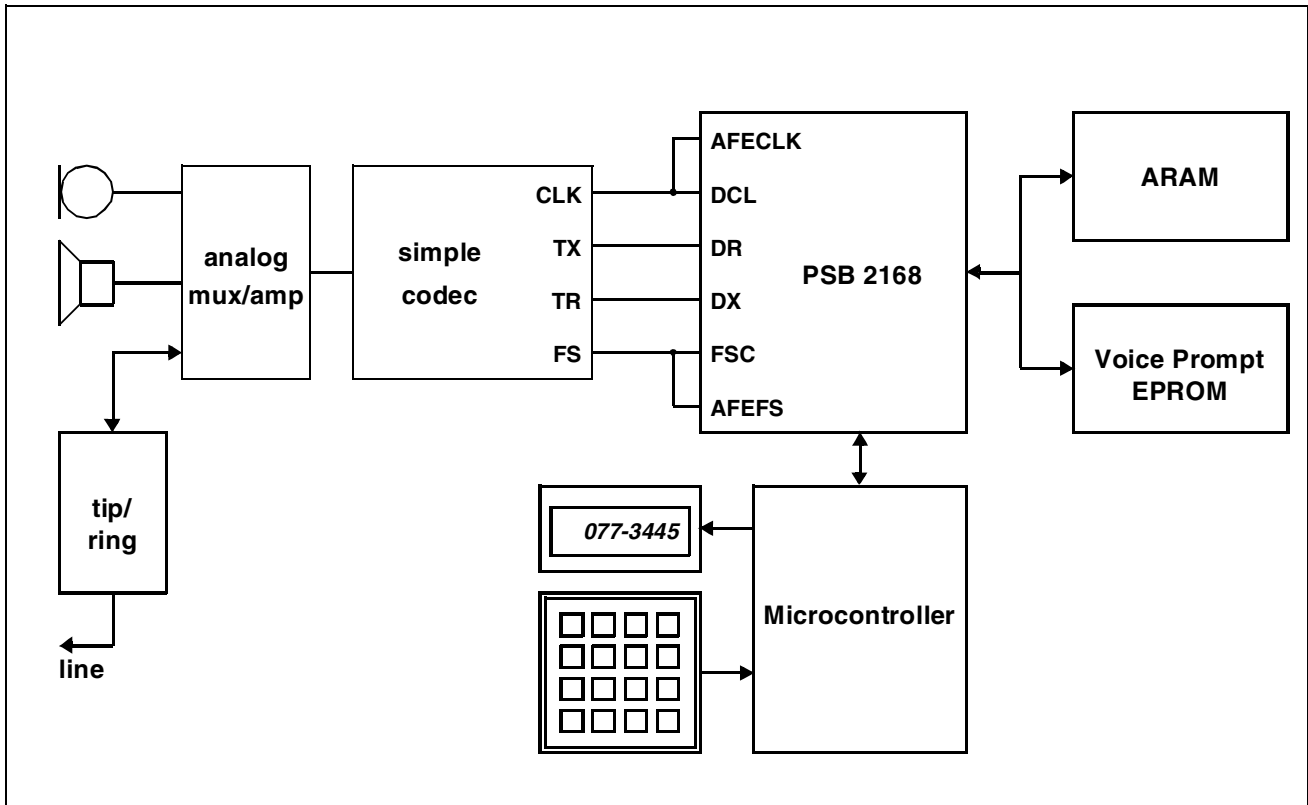 analog
mux/amp
simple
codec
CLK
TX
TR
FS
AFECLK
DCL
DR
DX
FSC
AFEFS
PSB 2168
ARAM
Voice Prompt
EPROM
tip/
ring
line
077-3445
Microcontroller